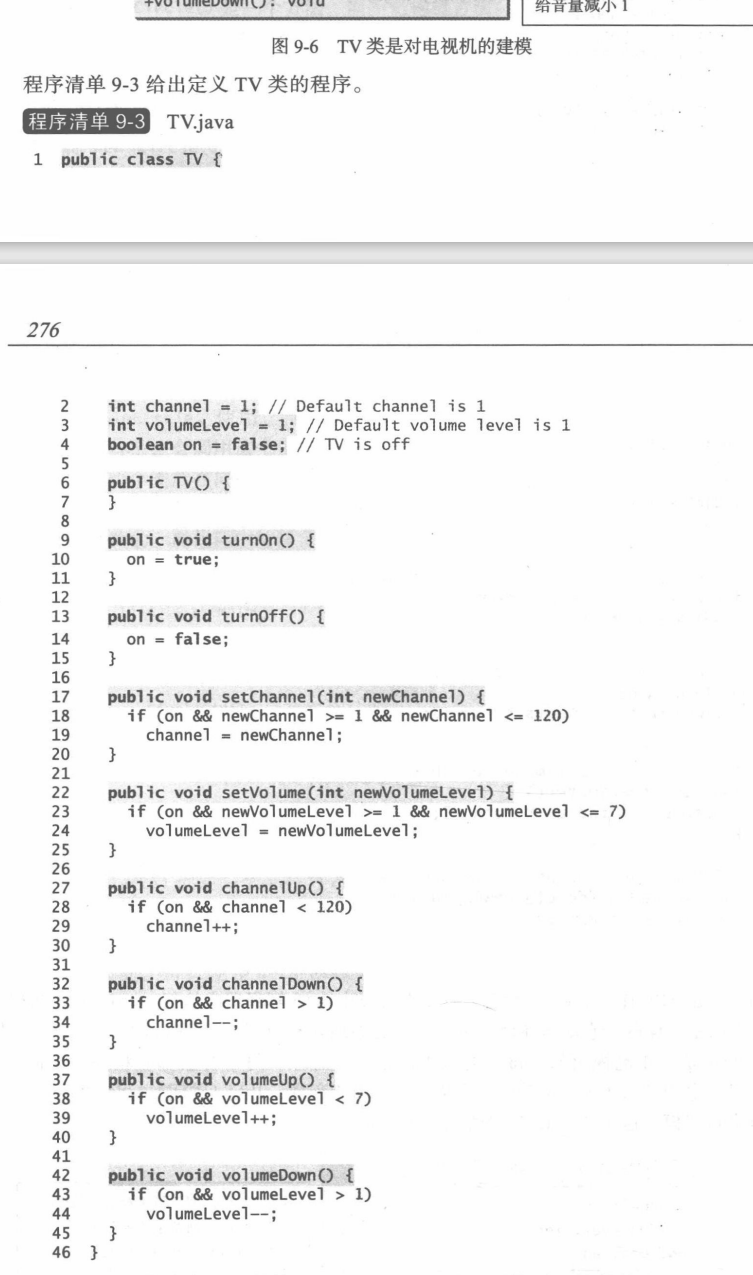 +volumeDown(): void
给音量减小 1
图 9-6 TV 类是对电视机的建模
程序清单 9-3 给出定义 TV 类的程序。
程序清单 9-3 TV.java
1 public class TV {
276
2 int channel = 1; // Default channel is 1
3 int volumeLevel = 1; // Default volume level is 1
4 boolean on = false; // TV is off
5
6 public TV() {
7 }
8
9 public void turnOn() {
10 on = true;
11 }
12
13 public void turnOff() {
14 on = false;
15 }
16
17 public void setChannel(int newChannel) {
18 if (on && newChannel >= 1 && newChannel <= 120)
19 channel = newChannel;
20 }
21
22 public void setVolume(int newVolumeLevel) {
23 if (on && newVolumeLevel >= 1 && newVolumeLevel <= 7)
24 volumeLevel = newVolumeLevel;
25 }
26
27 public void channelUp() {
28 if (on && channel < 120)
29 channel++;
30 }
31
32 public void channelDown() {
33 if (on && channel > 1)
34 channel--;
35 }
36
37 public void volumeUp() {
38 if (on && volumeLevel < 7)
39 volumeLevel++;
40 }
41
42 public void volumeDown() {
43 if (on && volumeLevel > 1)
44 volumeLevel--;
45 }
46 }